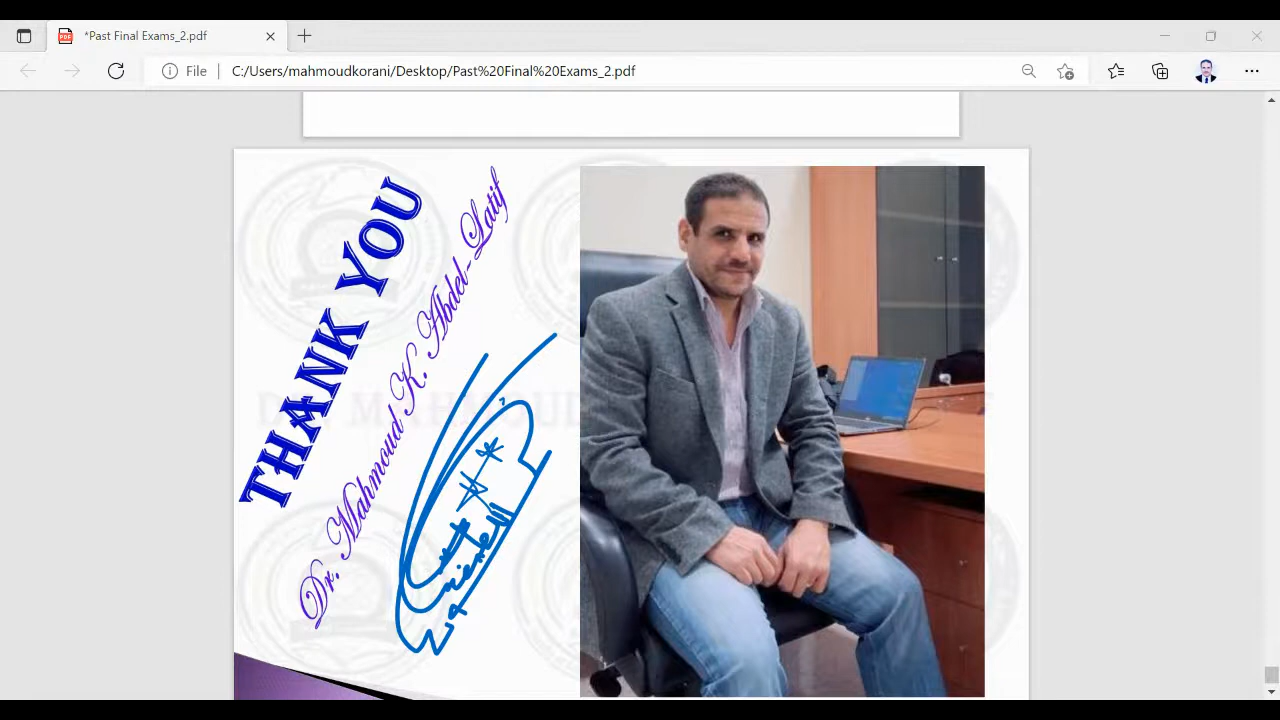 *Past Final Exams_2.pdf
File
C:/Users/mahmoudkorani/Desktop/Past%20Final%20Exams_2.pdf
THANK YOU
Dr. Mahmoud K. Abdel-Latif